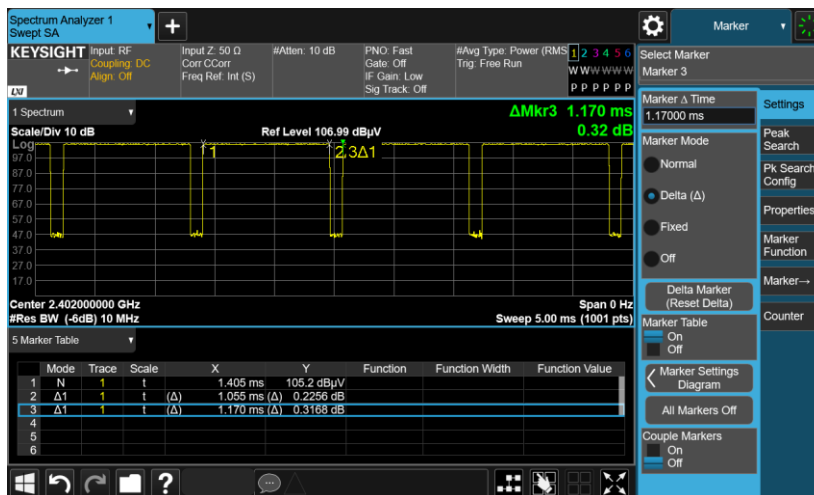 Spectrum Analyzer 1
Swept SA
Marker
KEYSIGHT
LXI
Input: RF
Coupling: DC
Align: Off
Input Z: 50 Ω
Corr CCorr
Freq Ref: Int (S)
#Atten: 10 dB
PNO: Fast
Gate: Off
IF Gain: Low
Sig Track: Off
#Avg Type: Power (RMS
Trig: Free Run
1 2 3 4 5 6
W W W W W W
P P P P P P
Select Marker
Marker 3
1 Spectrum
Scale/Div 10 dB
Ref Level 106.99 dBµV
ΔMkr3 1.170 ms
0.32 dB
Log
97.0
87.0
77.0
67.0
57.0
47.0
37.0
27.0
17.0
1
2
3Δ1
Center 2.402000000 GHz
#Res BW (-6dB) 10 MHz
Span 0 Hz
Sweep 5.00 ms (1001 pts)
5 Marker Table
Mode Trace Scale X Y Function Function Width Function Value
1 N 1 t 1.405 ms 105.2 dBµV
2 Δ1 1 t (Δ) 1.055 ms (Δ) 0.2256 dB
3 Δ1 1 t (Δ) 1.170 ms (Δ) 0.3168 dB
4
5
6
Marker Δ Time
1.17000 ms
Marker Mode
Normal
Delta (Δ)
Fixed
Off
Delta Marker
(Reset Delta)
Marker Table
On
Off
Marker Settings
Diagram
All Markers Off
Couple Markers
On
Off
Settings
Peak
Search
Pk Search
Config
Properties
Marker
Function
Marker→
Counter
?